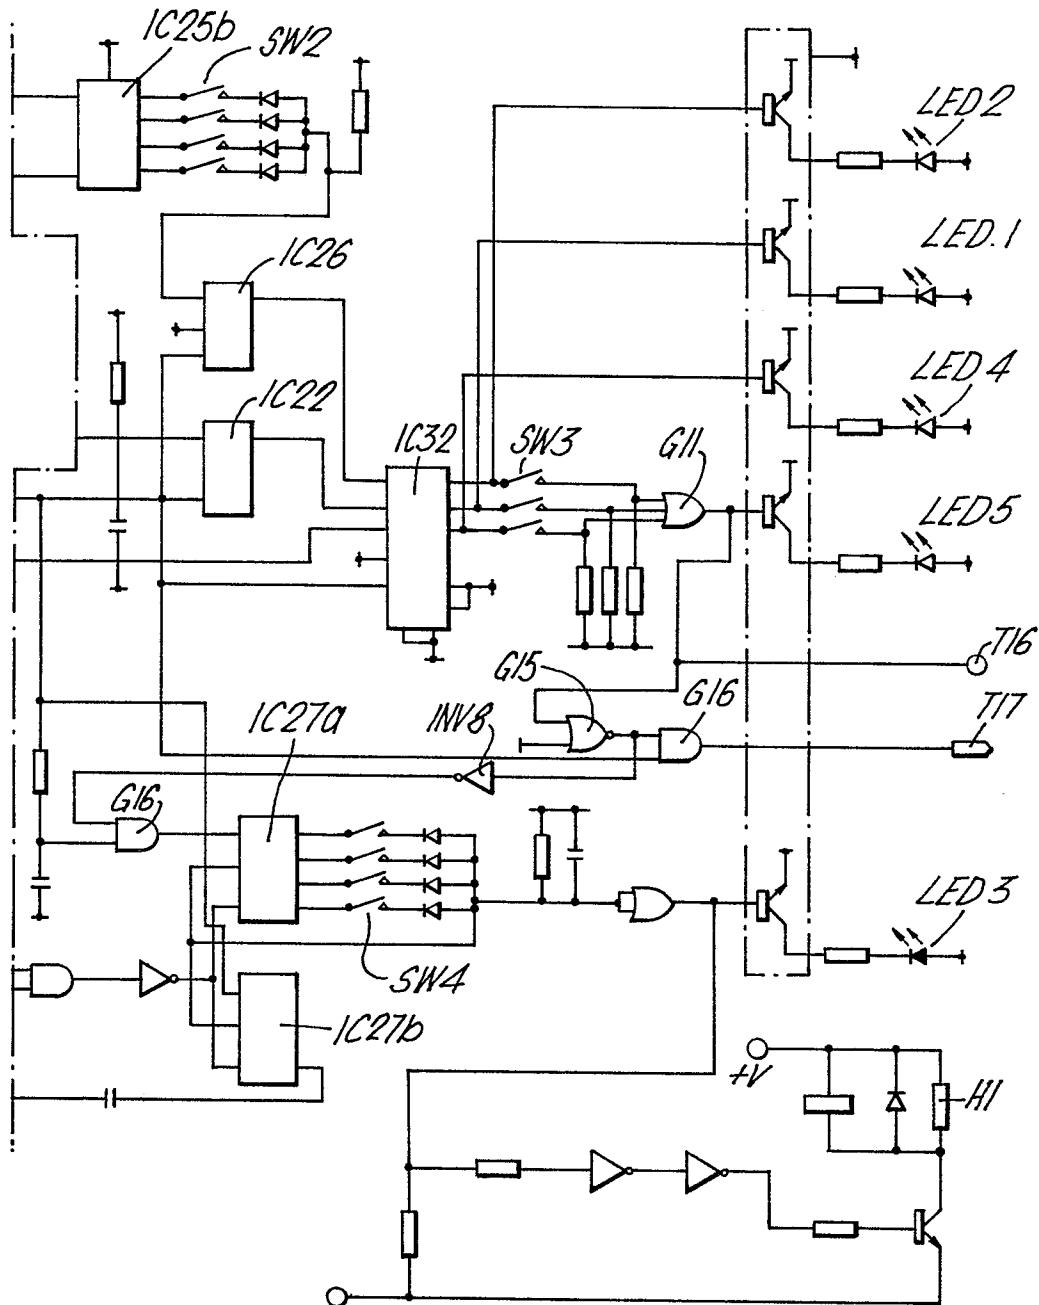 IC25b
SW2
LED2
LED.1
IC26
LED4
IC22
IC32
SW3
G11
LED5
T16
G15
G16
T17
IC27a
INV8
G16
LED3
SW4
IC27b
+V
H1